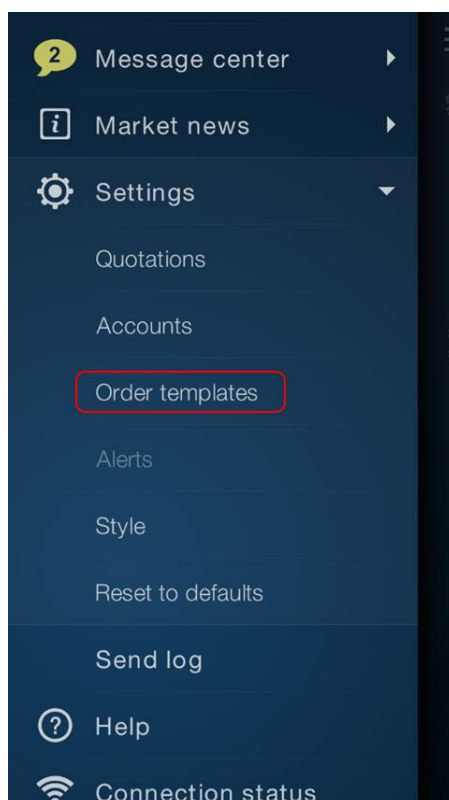 2
Message center
i
Market news
Settings
Quotations
Accounts
Order templates
Alerts
Style
Reset to defaults
Send log
?
Help
Connection status